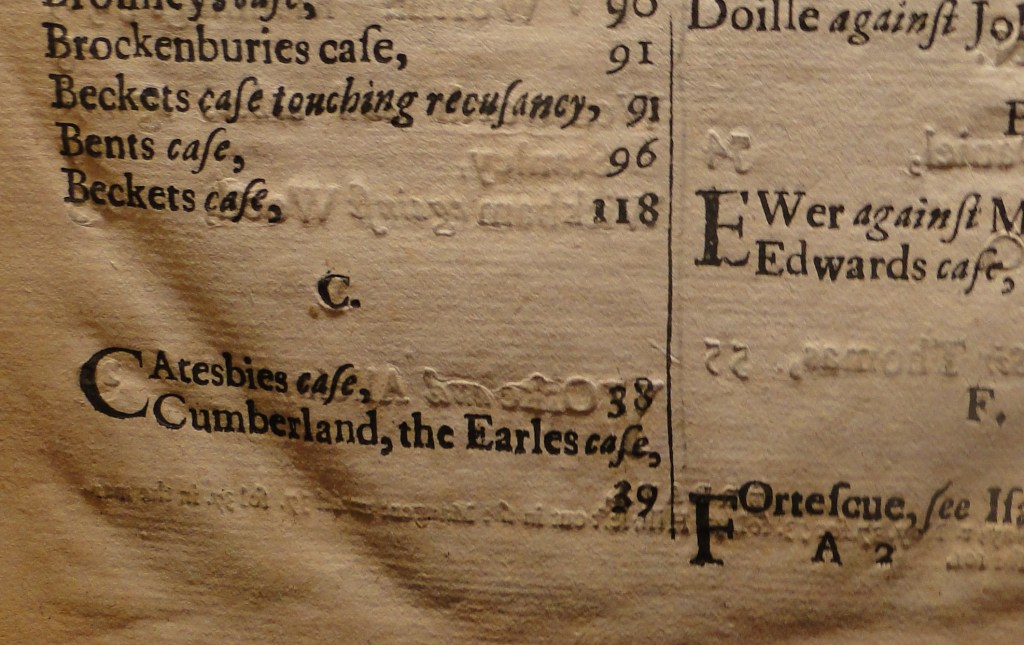 90
Brockenburies caſe, 91
Beckets caſe touching recuſancy, 91
Bents caſe, 96
Beckets caſe, 118
C.
CAtesbies caſe, 38
Cumberland, the Earles caſe,
39
Doille againſt
EWer againſt
Edwards caſe,
F.
FOrteſcue, ſee
A 2